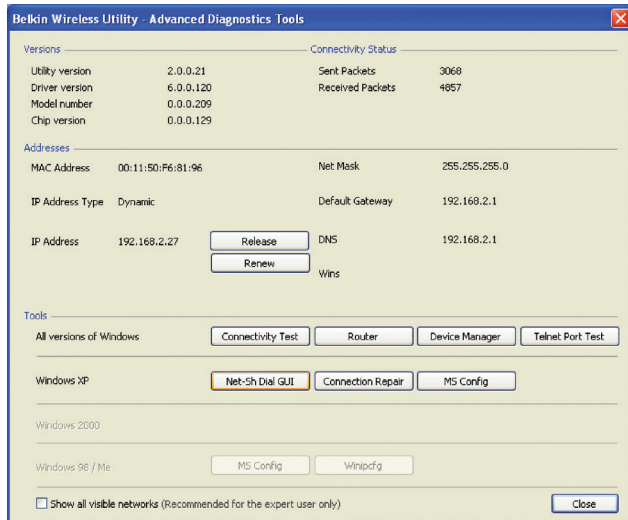 Belkin Wireless Utility - Advanced Diagnostics Tools
Versions
Connectivity Status
Utility version 2.0.0.21
Sent Packets 3068
Driver version 6.0.0.120
Received Packets 4857
Model number 0.0.0.209
Chip version 0.0.0.129
Addresses
MAC Address 00:11:50:F6:81:96
Net Mask 255.255.255.0
IP Address Type Dynamic
Default Gateway 192.168.2.1
IP Address 192.168.2.27 Release
DNS 192.168.2.1
Renew
Wins
Tools
All versions of Windows Connectivity Test Router Device Manager Telnet Port Test
Windows XP Net-Sh Dial GUI Connection Repair MS Config
Windows 2000
Windows 98 / Me MS Config Winipcfg
Show all visible networks (Recommended for the expert user only) Close